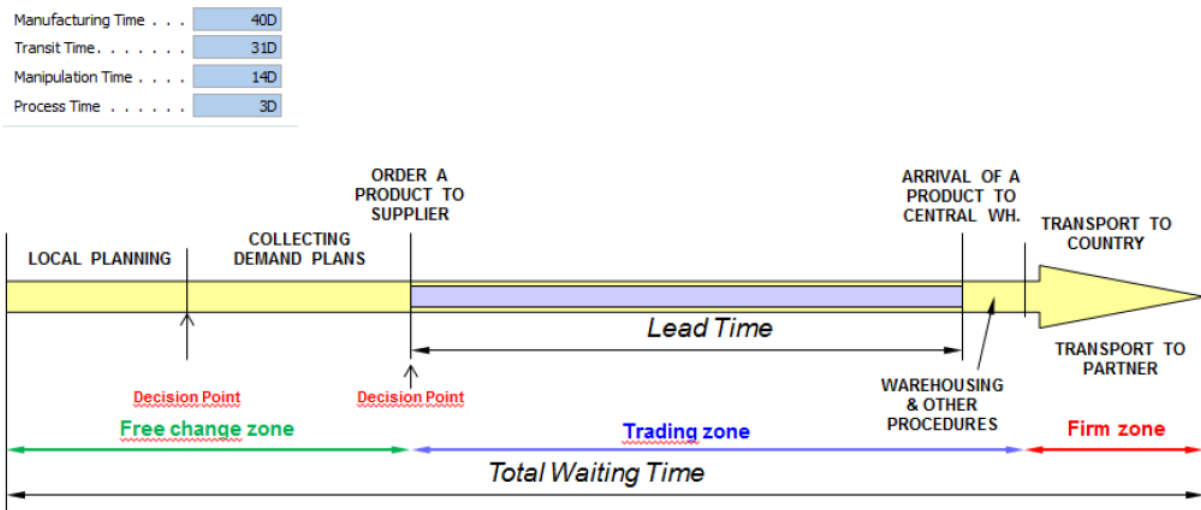 Manufacturing Time . . . 40D
Transit Time. . . . . . . 31D
Manipulation Time . . . . 14D
Process Time . . . . . . 3D
ORDER A
PRODUCT TO
SUPPLIER
ARRIVAL OF A
PRODUCT TO
CENTRAL WH.
TRANSPORT TO
COUNTRY
LOCAL PLANNING
COLLECTING
DEMAND PLANS
Lead Time
TRANSPORT TO
PARTNER
WAREHOUSING
& OTHER
PROCEDURES
Decision Point
Decision Point
Free change zone
Trading zone
Firm zone
Total Waiting Time